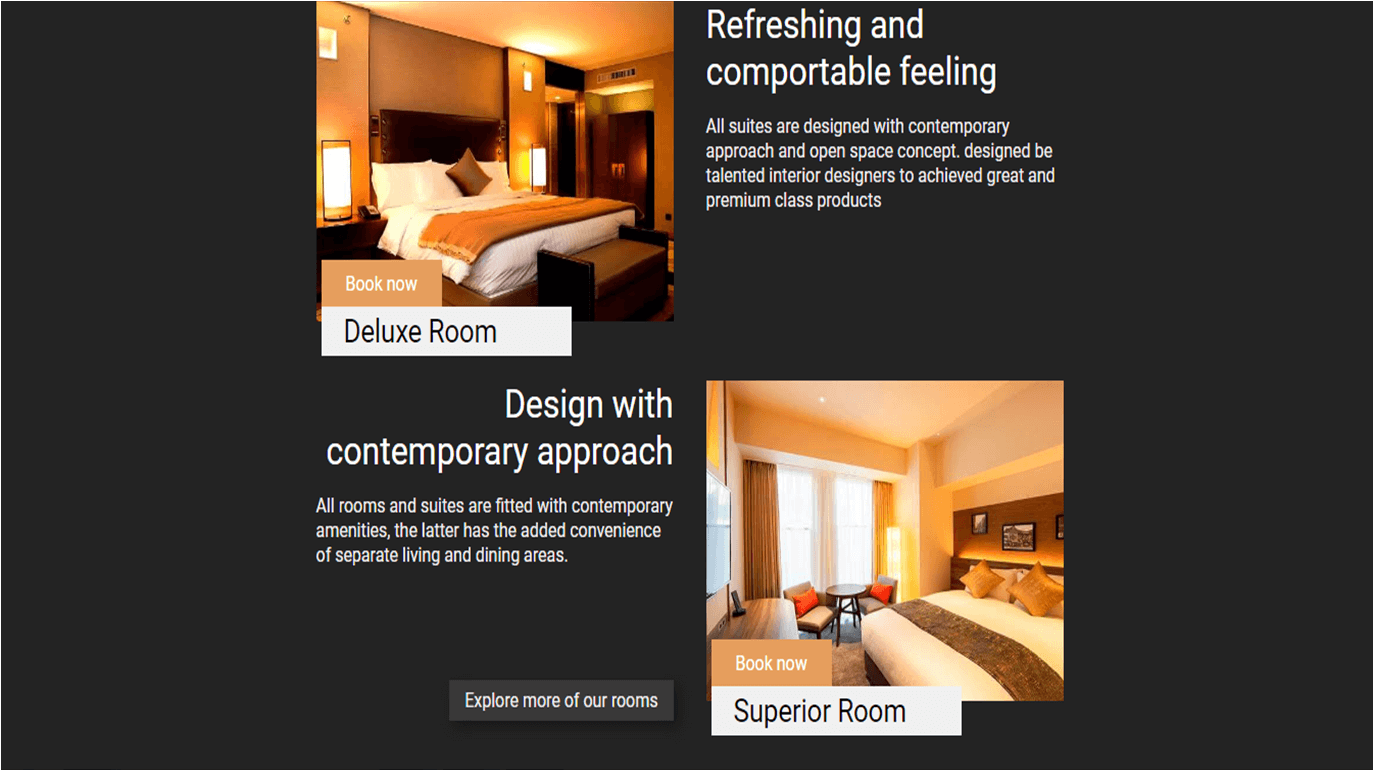 Refreshing and
comportable feeling
All suites are designed with contemporary
approach and open space concept. designed be
talented interior designers to achieved great and
premium class products
Book now
Deluxe Room
Design with
contemporary approach
All rooms and suites are fitted with contemporary
amenities, the latter has the added convenience
of separate living and dining areas.
Explore more of our rooms
Book now
Superior Room